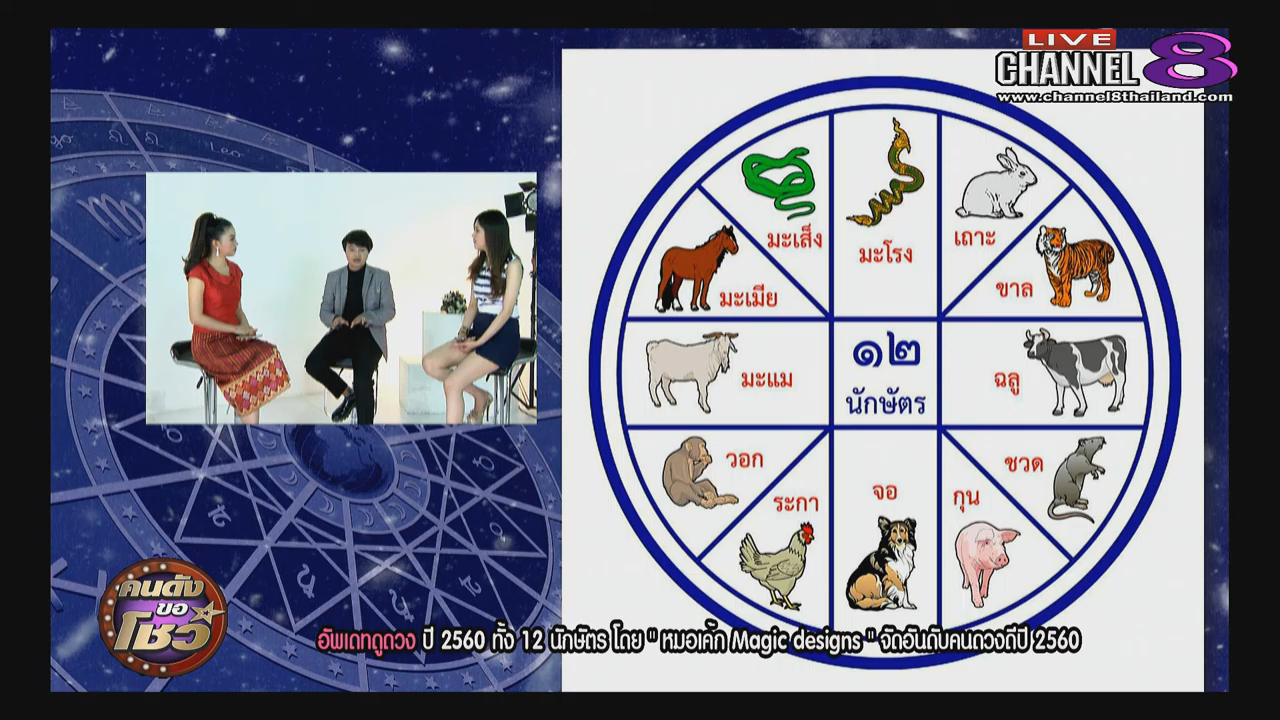 LIVE
CHANNEL 8
www.channel8thailand.com
Leo
มะเส็ง
มะโรง
เถาะ
มะเมีย
ขาล
มะแม
๑๒
นักษัตร
ฉลู
วอก
ชวด
ระกา
จอ
กุน
คนดัง
ขอ
โชว์
อัพเดทดูดวง ปี 2560 ทั้ง 12 นักษัตร โดย " หมอเค้ก Magic designs " จัดอันดับคนดวงดีปี 2560